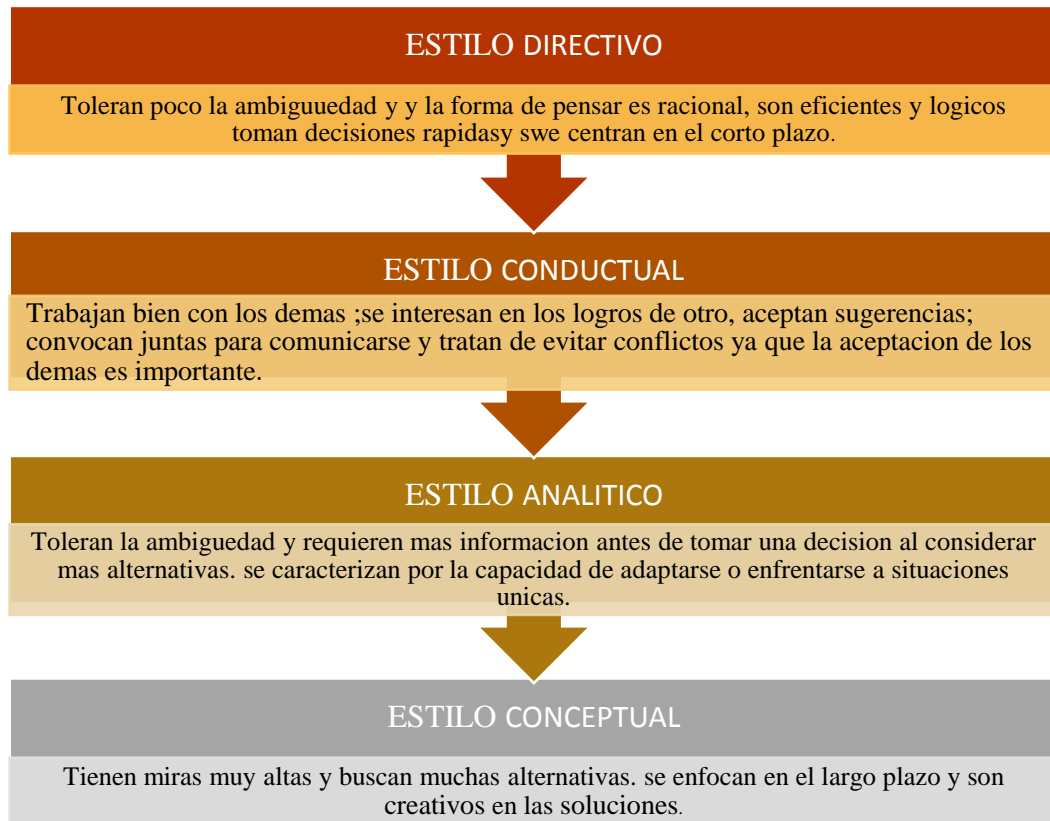 ESTILO DIRECTIVO
Toleran poco la ambiguuedad y y la forma de pensar es racional, son eficientes y logicos
toman decisiones rapidasy swe centran en el corto plazo.
ESTILO CONDUCTUAL
Trabajan bien con los demas ;se interesan en los logros de otro, aceptan sugerencias;
convocan juntas para comunicarse y tratan de evitar conflictos ya que la aceptacion de los
demas es importante.
ESTILO ANALITICO
Toleran la ambiguedad y requieren mas informacion antes de tomar una decision al considerar
mas alternativas. se caracterizan por la capacidad de adaptarse o enfrentarse a situaciones
unicas.
ESTILO CONCEPTUAL
Tienen miras muy altas y buscan muchas alternativas. se enfocan en el largo plazo y son
creativos en las soluciones.